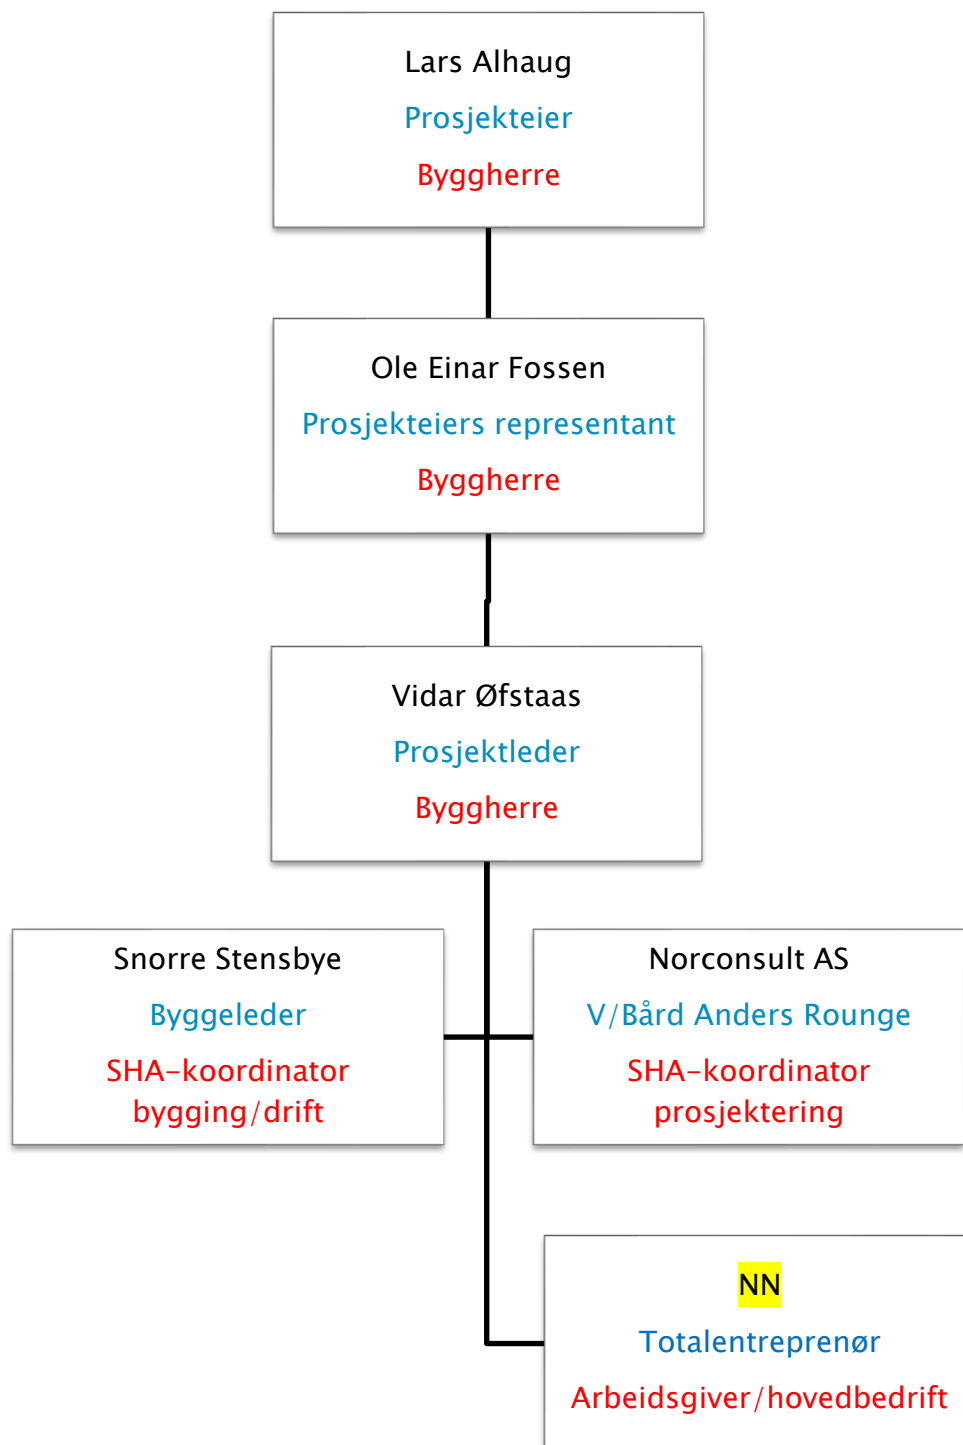 Lars Alhaug
Prosjekteier
Byggherre
Ole Einar Fossen
Prosjekteiers representant
Byggherre
Vidar Øfstaas
Prosjektleder
Byggherre
Snorre Stensbye
Byggeleder
SHA-koordinator
bygging/drift
Norconsult AS
V/Bård Anders Rounge
SHA-koordinator
prosjektering
NN
Totalentreprenør
Arbeidsgiver/hovedbedrift